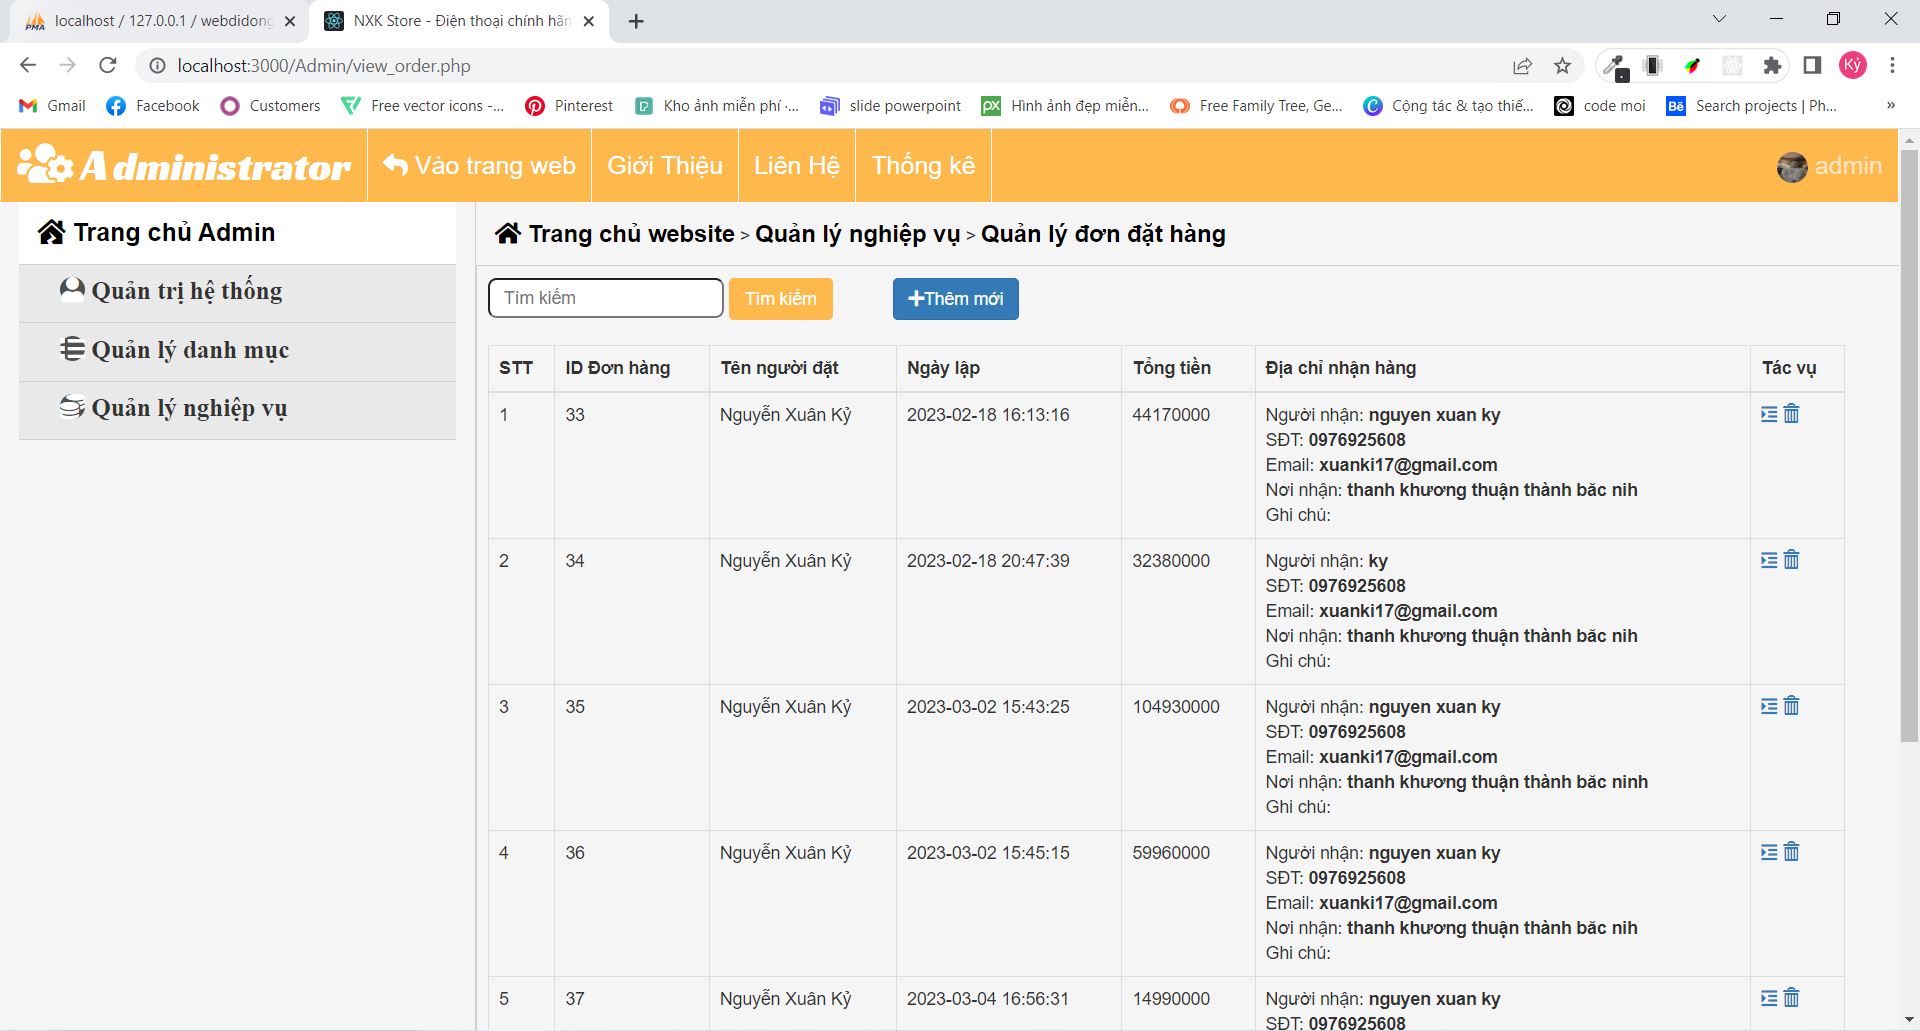 localhost / 127.0.0.1 / webdidong
NXK Store - Điện thoại chính hãn
localhost:3000/Admin/view_order.php
Kỷ
Gmail
Facebook
Customers
Free vector icons -...
Pinterest
Kho ảnh miễn phí ·...
slide powerpoint
Hình ảnh đẹp miễn...
Free Family Tree, Ge...
Cộng tác & tạo thiế...
code moi
Search projects | Ph...
»
Administrator
Vào trang web
Giới Thiệu
Liên Hệ
Thống kê
admin
Trang chủ Admin
Quản trị hệ thống
Quản lý danh mục
Quản lý nghiệp vụ
Trang chủ website > Quản lý nghiệp vụ > Quản lý đơn đặt hàng
Tìm kiếm
Tìm kiếm
+Thêm mới
STT ID Đơn hàng Tên người đặt Ngày lập Tổng tiền Địa chỉ nhận hàng Tác vụ
1 33 Nguyễn Xuân Kỷ 2023-02-18 16:13:16 44170000 Người nhận: nguyen xuan ky
SĐT: 0976925608
Email: xuanki17@gmail.com
Nơi nhận: thanh khương thuận thành băc nih
Ghi chú:
2 34 Nguyễn Xuân Kỷ 2023-02-18 20:47:39 32380000 Người nhận: ky
SĐT: 0976925608
Email: xuanki17@gmail.com
Nơi nhận: thanh khương thuận thành băc nih
Ghi chú:
3 35 Nguyễn Xuân Kỷ 2023-03-02 15:43:25 104930000 Người nhận: nguyen xuan ky
SĐT: 0976925608
Email: xuanki17@gmail.com
Nơi nhận: thanh khương thuận thành băc ninh
Ghi chú:
4 36 Nguyễn Xuân Kỷ 2023-03-02 15:45:15 59960000 Người nhận: nguyen xuan ky
SĐT: 0976925608
Email: xuanki17@gmail.com
Nơi nhận: thanh khương thuận thành băc nih
Ghi chú:
5 37 Nguyễn Xuân Kỷ 2023-03-04 16:56:31 14990000 Người nhận: nguyen xuan ky
SĐT: 0976925608